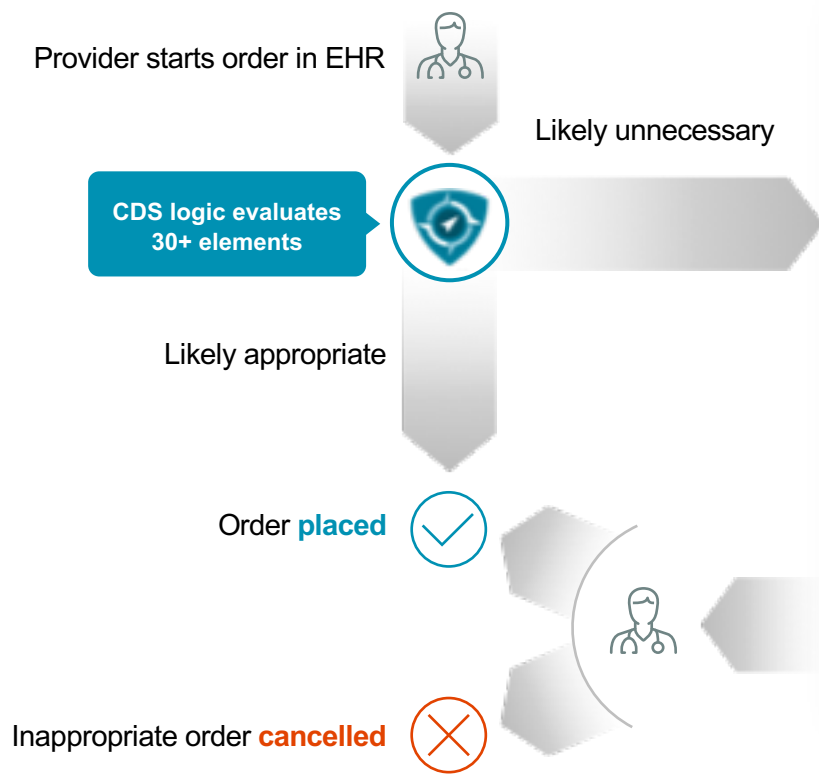 Provider starts order in EHR
Likely unnecessary
CDS logic evaluates
30+ elements
Likely appropriate
Order placed
Inappropriate order cancelled